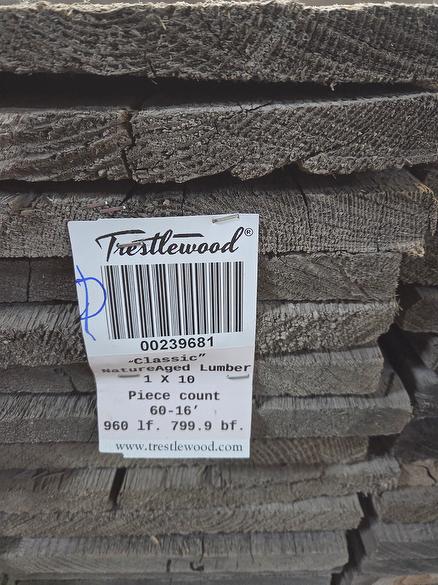 Trestlewood®
00239681
"Classic"
NatureAged Lumber
1 X 10
Piece count
60-16'
960 lf. 799.9 bf.
www.trestlewood.com